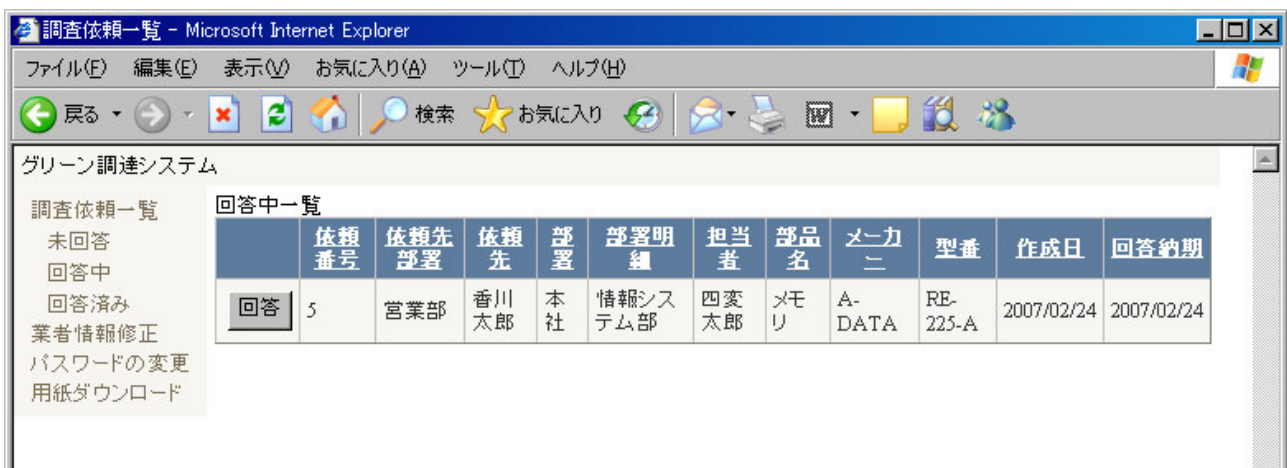 調査依頼一覧 - Microsoft Internet Explorer
ファイル(F) 編集(E) 表示(V) お気に入り(A) ツール(T) ヘルプ(H)
戻る 検索 お気に入り
グリーン調達システム
調査依頼一覧
未回答
回答中
回答済み
業者情報修正
パスワードの変更
用紙ダウンロード
回答中一覧
依頼番号 依頼先部署 依頼先 部署 部署明細 担当者 部品名 メーカー 型番 作成日 回答納期
回答 5 営業部 香川太郎 本社 情報システム部 四変太郎 メモリ A-DATA RE-225-A 2007/02/24 2007/02/24